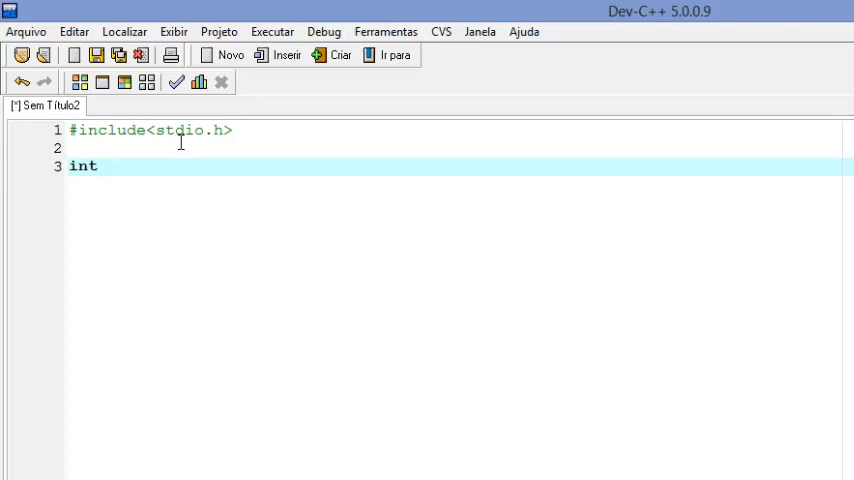 Dev-C++ 5.0.0.9
Arquivo Editar Localizar Exibir Projeto Executar Debug Ferramentas CVS Janela Ajuda
Novo Inserir Criar Ir para
[*] Sem Título2
1 #include<stdio.h>
2
3 int